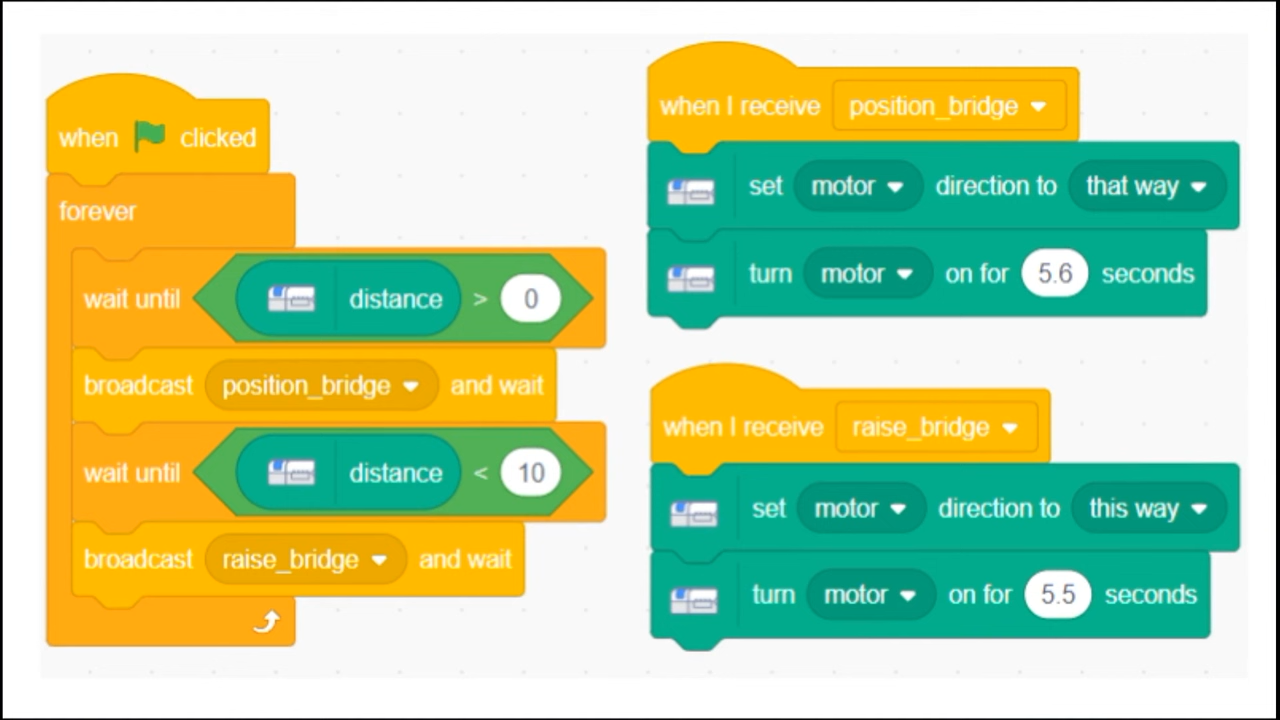 when clicked
forever
wait until distance > 0
broadcast position_bridge and wait
wait until distance < 10
broadcast raise_bridge and wait
when I receive position_bridge
set motor direction to that way
turn motor on for 5.6 seconds
when I receive raise_bridge
set motor direction to this way
turn motor on for 5.5 seconds